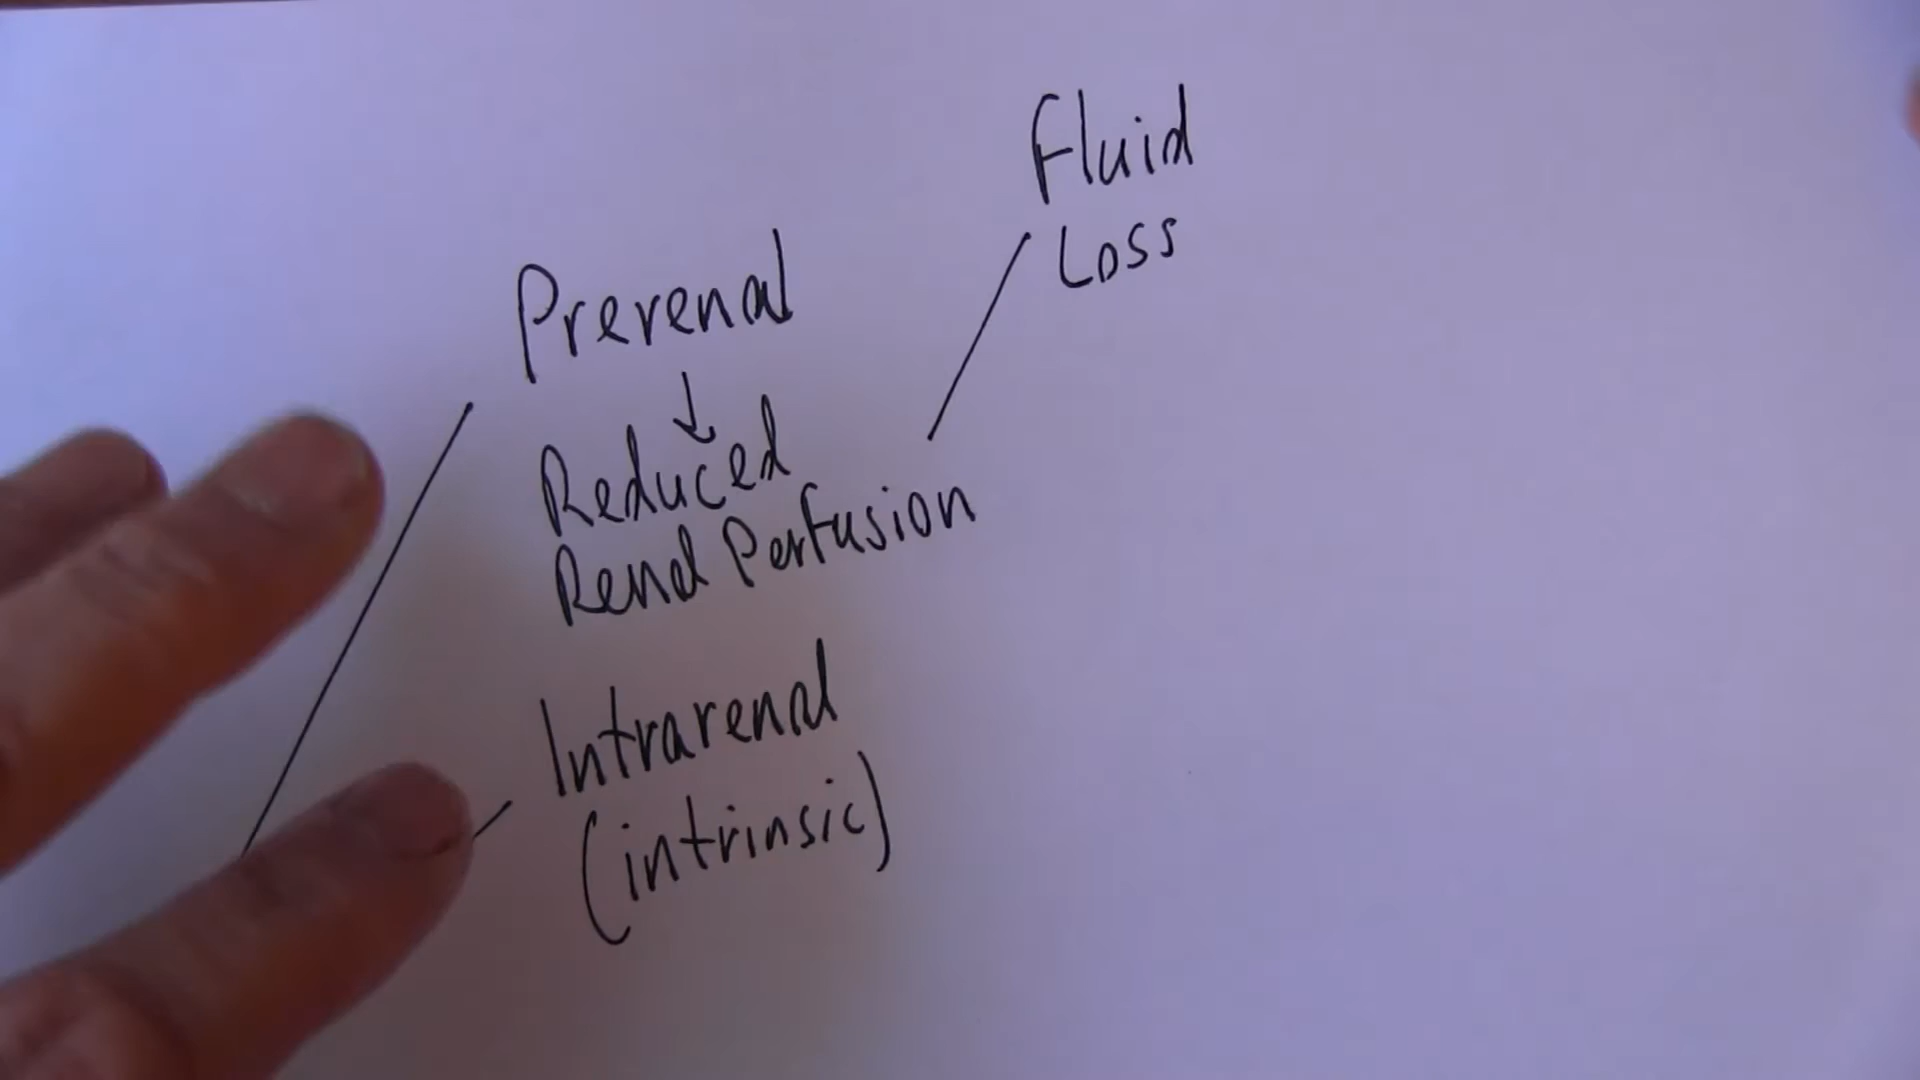 Fluid
Loss
Prerenal
↓
Reduced
Renal Perfusion
Intrarenal
(intrinsic)